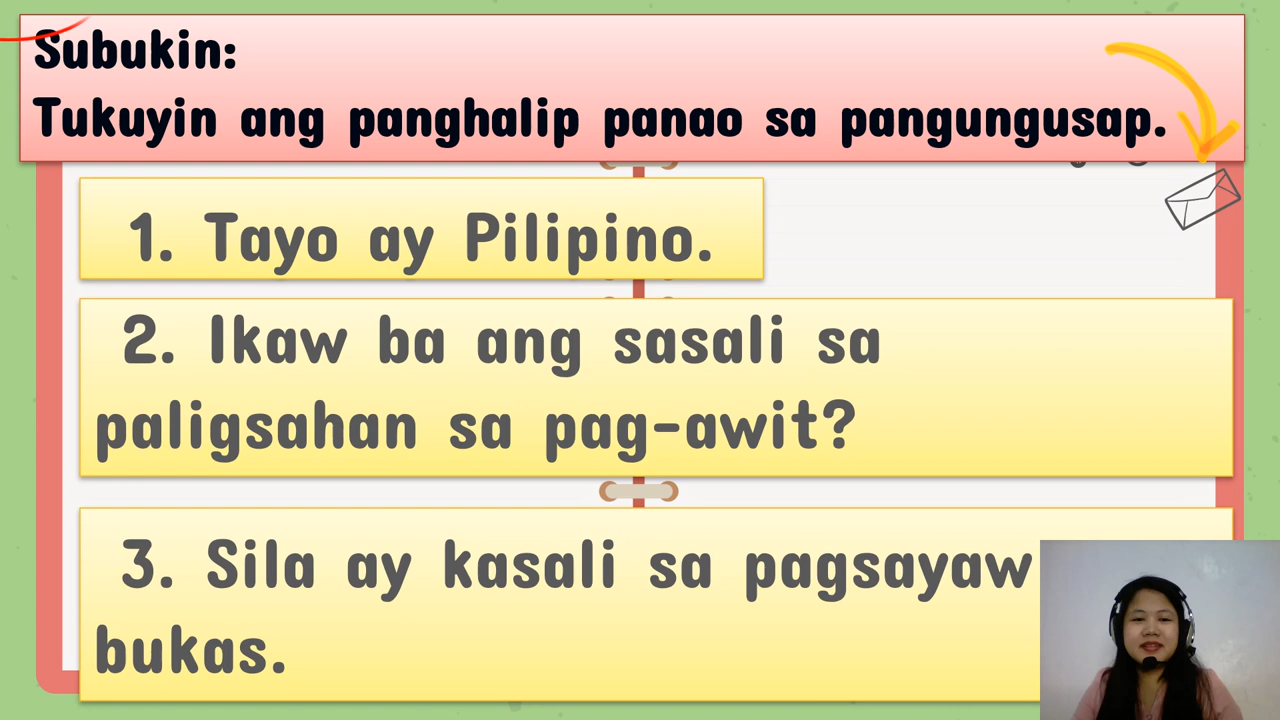 Subukin:
Tukuyin ang panghalip panao sa pangungusap.
1. Tayo ay Pilipino.
2. Ikaw ba ang sasali sa
paligsahan sa pag-awit?
3. Sila ay kasali sa pagsayaw
bukas.